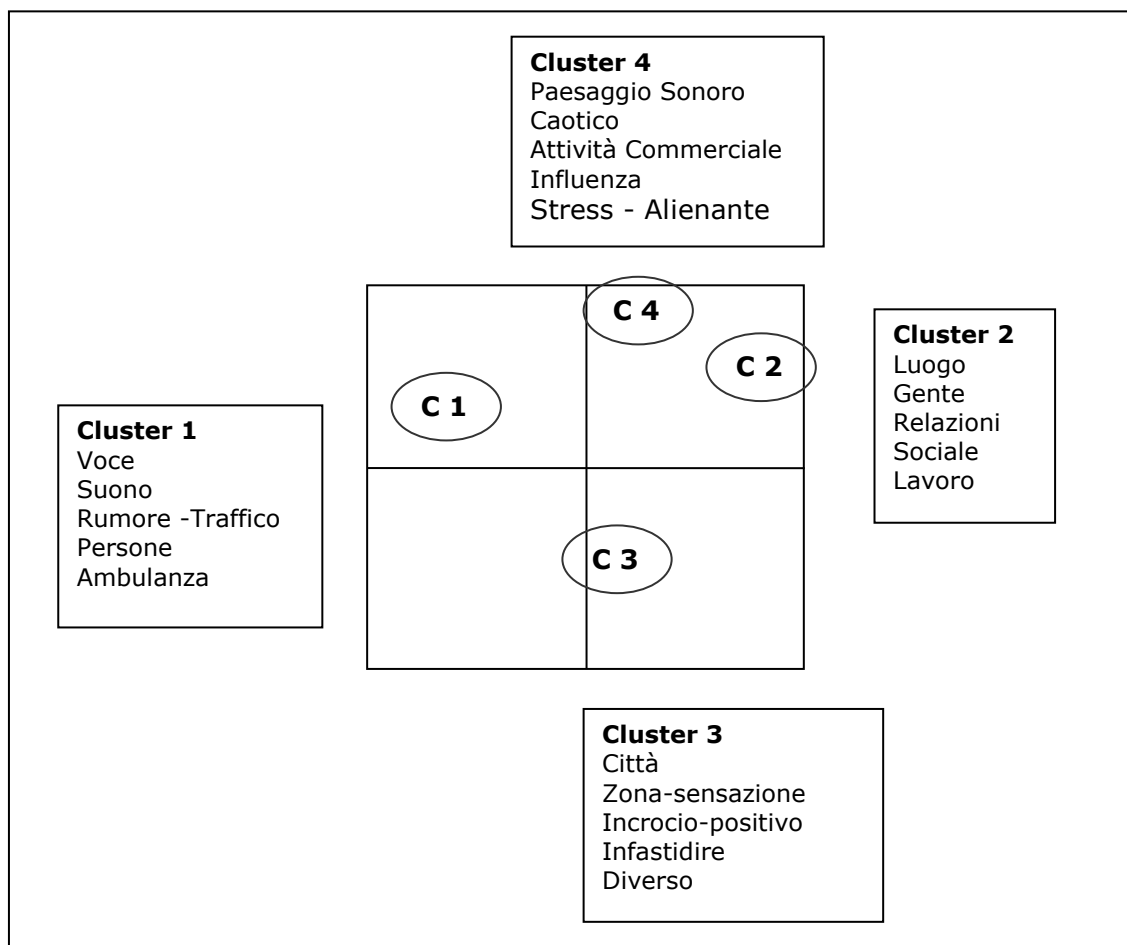 Cluster 4
Paesaggio Sonoro
Caotico
Attività Commerciale
Influenza
Stress - Alienante
C 4
C 2
C 1
C 3
Cluster 2
Luogo
Gente
Relazioni
Sociale
Lavoro
Cluster 1
Voce
Suono
Rumore -Traffico
Persone
Ambulanza
Cluster 3
Città
Zona-sensazione
Incrocio-positivo
Infastidire
Diverso